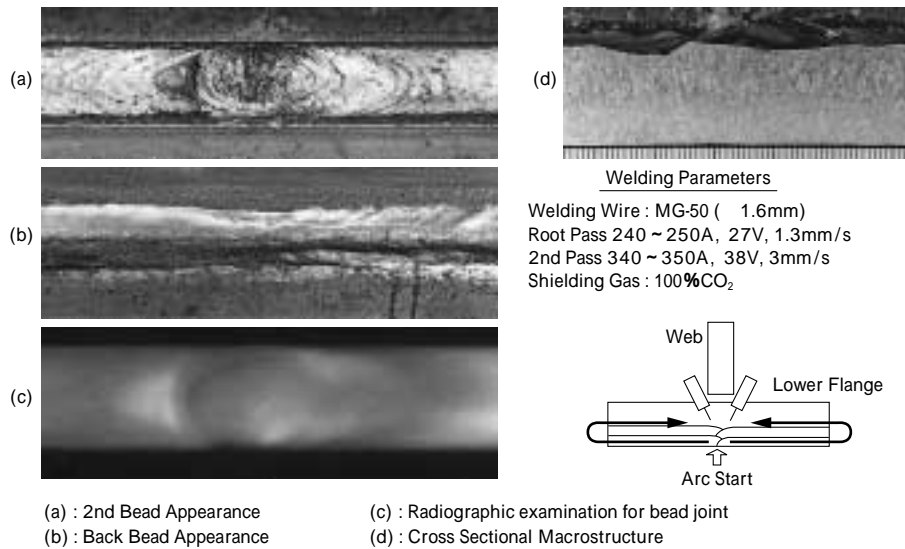 (a)
(d)
Welding Parameters
Welding Wire : MG-50 ( 1.6mm)
Root Pass 240 ~ 250A, 27V, 1.3mm/s
2nd Pass 340 ~ 350A, 38V, 3mm/s
Shielding Gas : 100%CO₂
(b)
(c)
Web
Lower Flange
Arc Start
(a) : 2nd Bead Appearance
(b) : Back Bead Appearance
(c) : Radiographic examination for bead joint
(d) : Cross Sectional Macrostructure